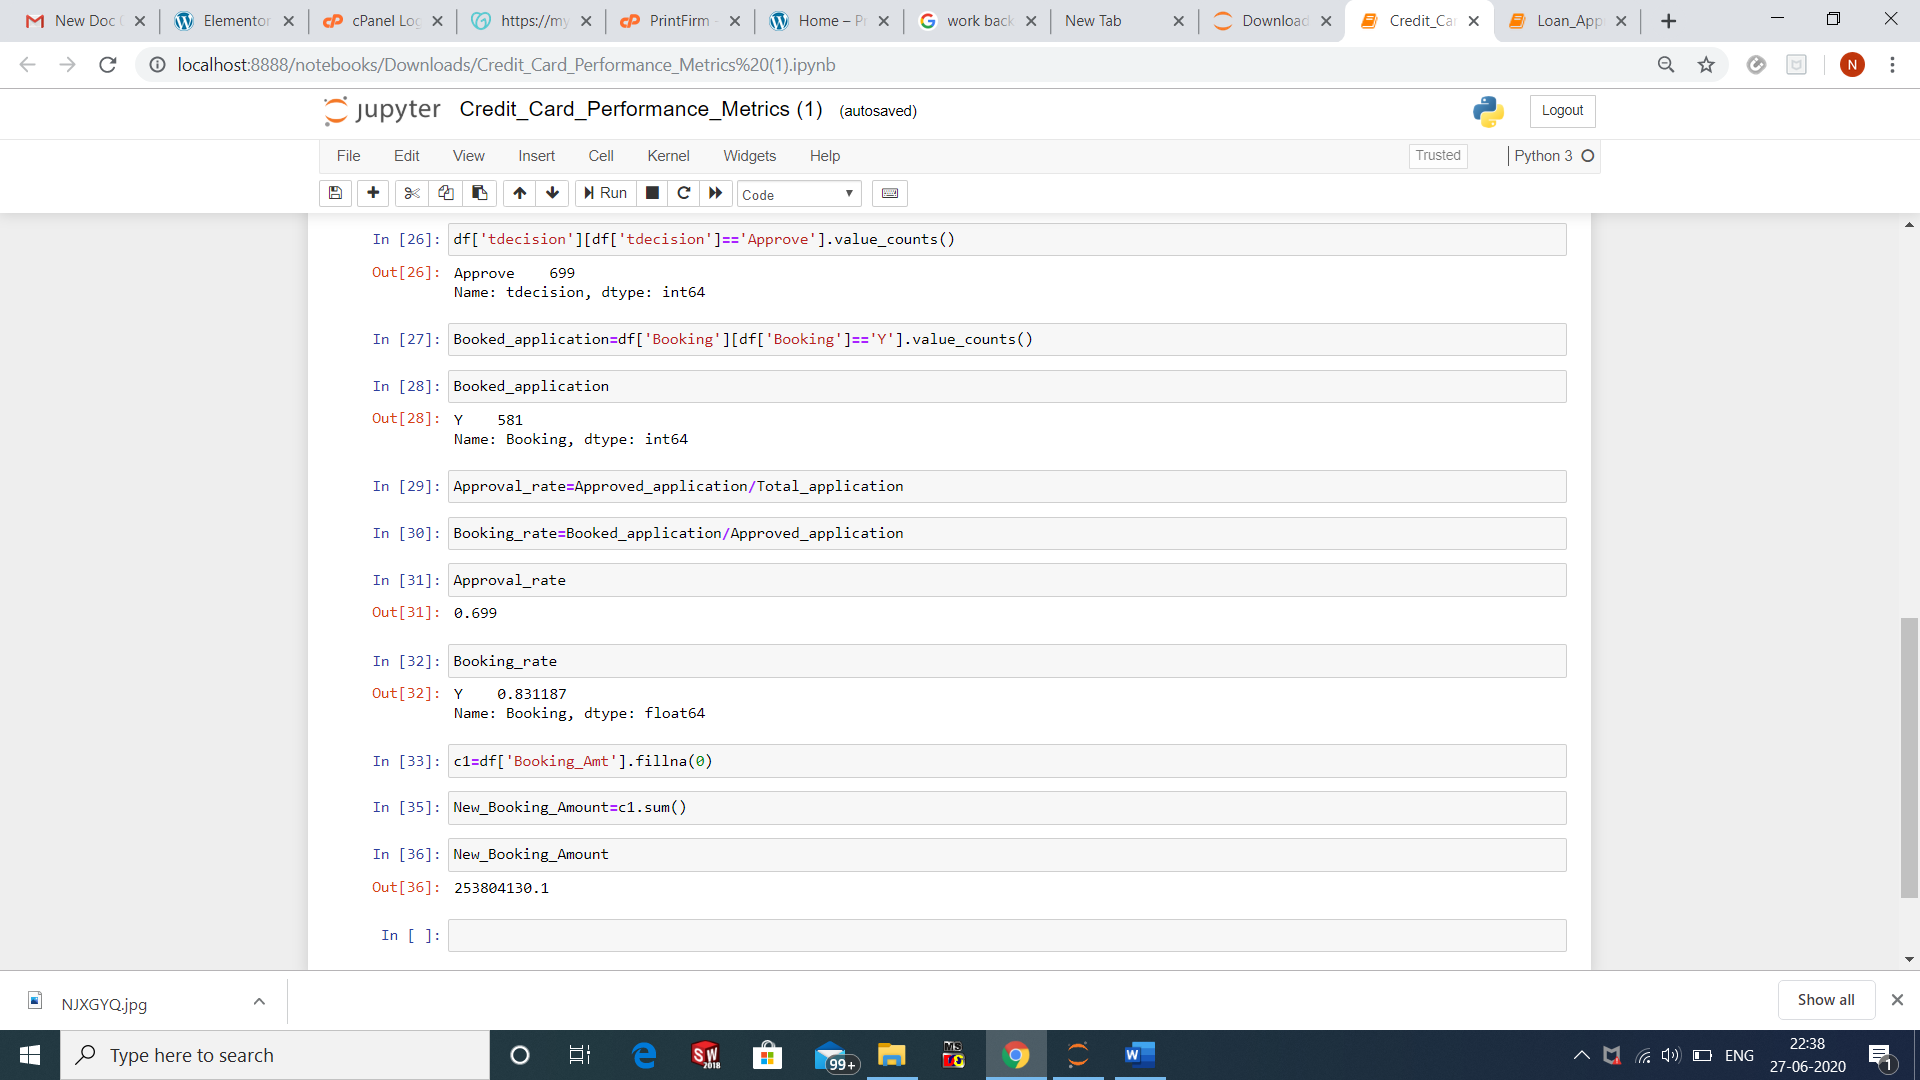 New Doc
Elementor
cPanel Log
https://my
PrintFirm
Home – Pr
work back
New Tab
Download
Credit_Car
Loan_App
localhost:8888/notebooks/Downloads/Credit_Card_Performance_Metrics%20(1).ipynb
N
jupyter Credit_Card_Performance_Metrics (1) (autosaved)
Logout
File Edit View Insert Cell Kernel Widgets Help
Trusted
Python 3
Run
Code
In [26]: df['tdecision'][df['tdecision']=='Approve'].value_counts()
Out[26]: Approve    699
Name: tdecision, dtype: int64
In [27]: Booked_application=df['Booking'][df['Booking']=='Y'].value_counts()
In [28]: Booked_application
Out[28]: Y    581
Name: Booking, dtype: int64
In [29]: Approval_rate=Approved_application/Total_application
In [30]: Booking_rate=Booked_application/Approved_application
In [31]: Approval_rate
Out[31]: 0.699
In [32]: Booking_rate
Out[32]: Y    0.831187
Name: Booking, dtype: float64
In [33]: c1=df['Booking_Amt'].fillna(0)
In [35]: New_Booking_Amount=c1.sum()
In [36]: New_Booking_Amount
Out[36]: 253804130.1
In [ ]:
NJXGYQ.jpg
Show all
Type here to search
SW
2018
99+
MS
ENG
22:38
27-06-2020
1